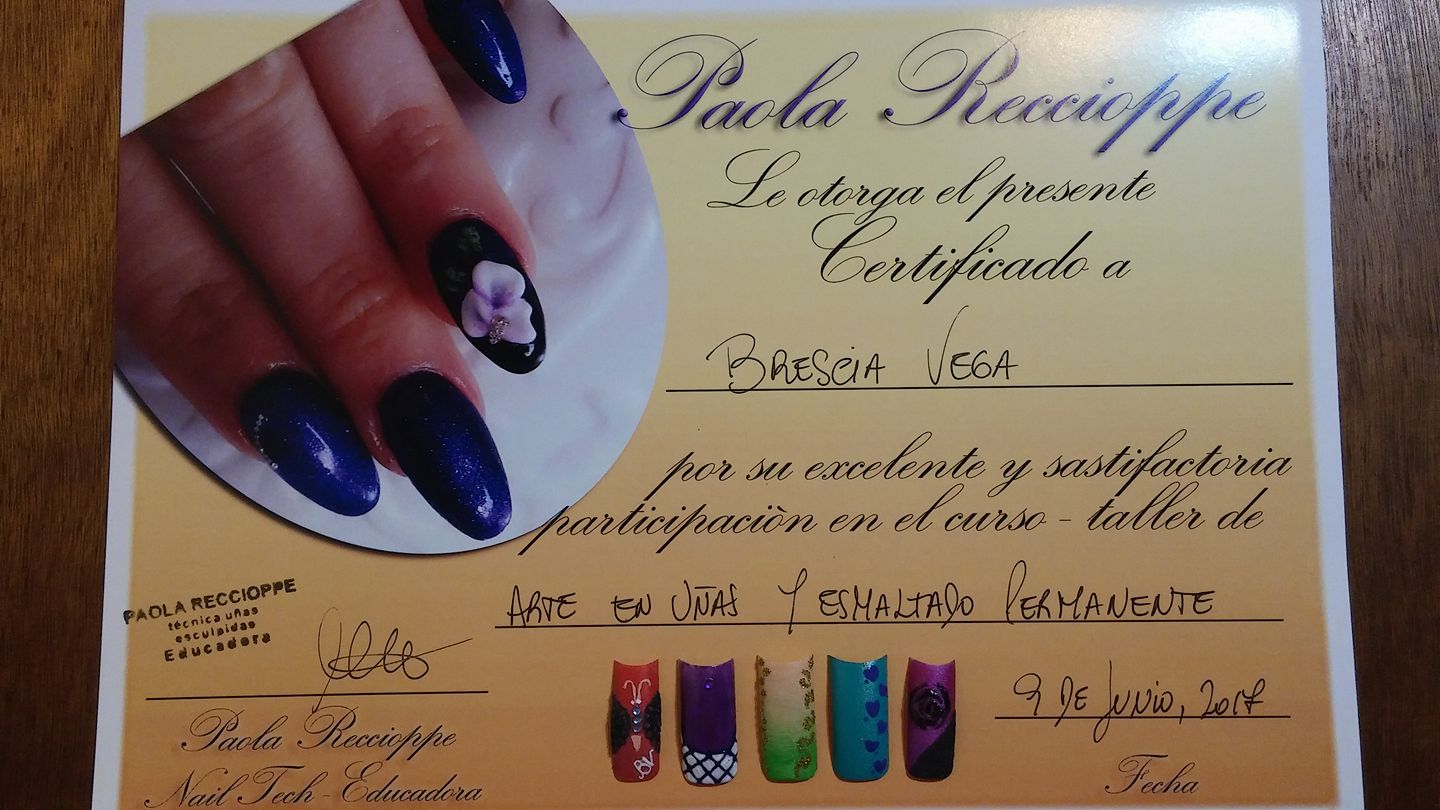 Paola Reccioppe
Le otorga el presente
Certificado a
BRESCIA VEGA
por su excelente y sastifactoria
participaciòn en el curso - taller de
ARTE EN UÑAS Y ESMALTADO PERMANENTE
PAOLA RECCIOPPE
técnica uñas
esculpidas
Educadora
9 DE JUNIO, 2017
Paola Reccioppe
Nail Tech - Educadora
Fecha